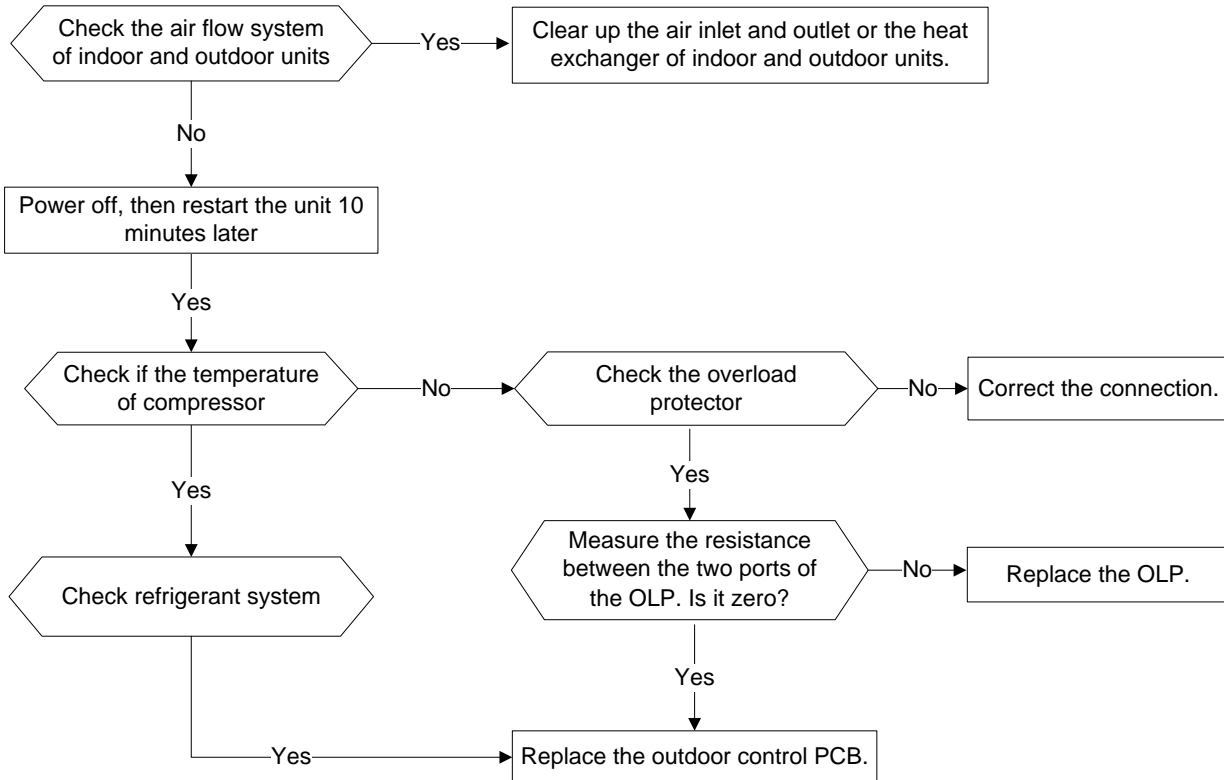 Check the air flow system
of indoor and outdoor units
Yes
Clear up the air inlet and outlet or the heat
exchanger of indoor and outdoor units.
No
Power off, then restart the unit 10
minutes later
Yes
Check if the temperature
of compressor
No
Check the overload
protector
No
Correct the connection.
Yes
Yes
Check refrigerant system
Measure the resistance
between the two ports of
the OLP. Is it zero?
No
Replace the OLP.
Yes
Yes
Replace the outdoor control PCB.